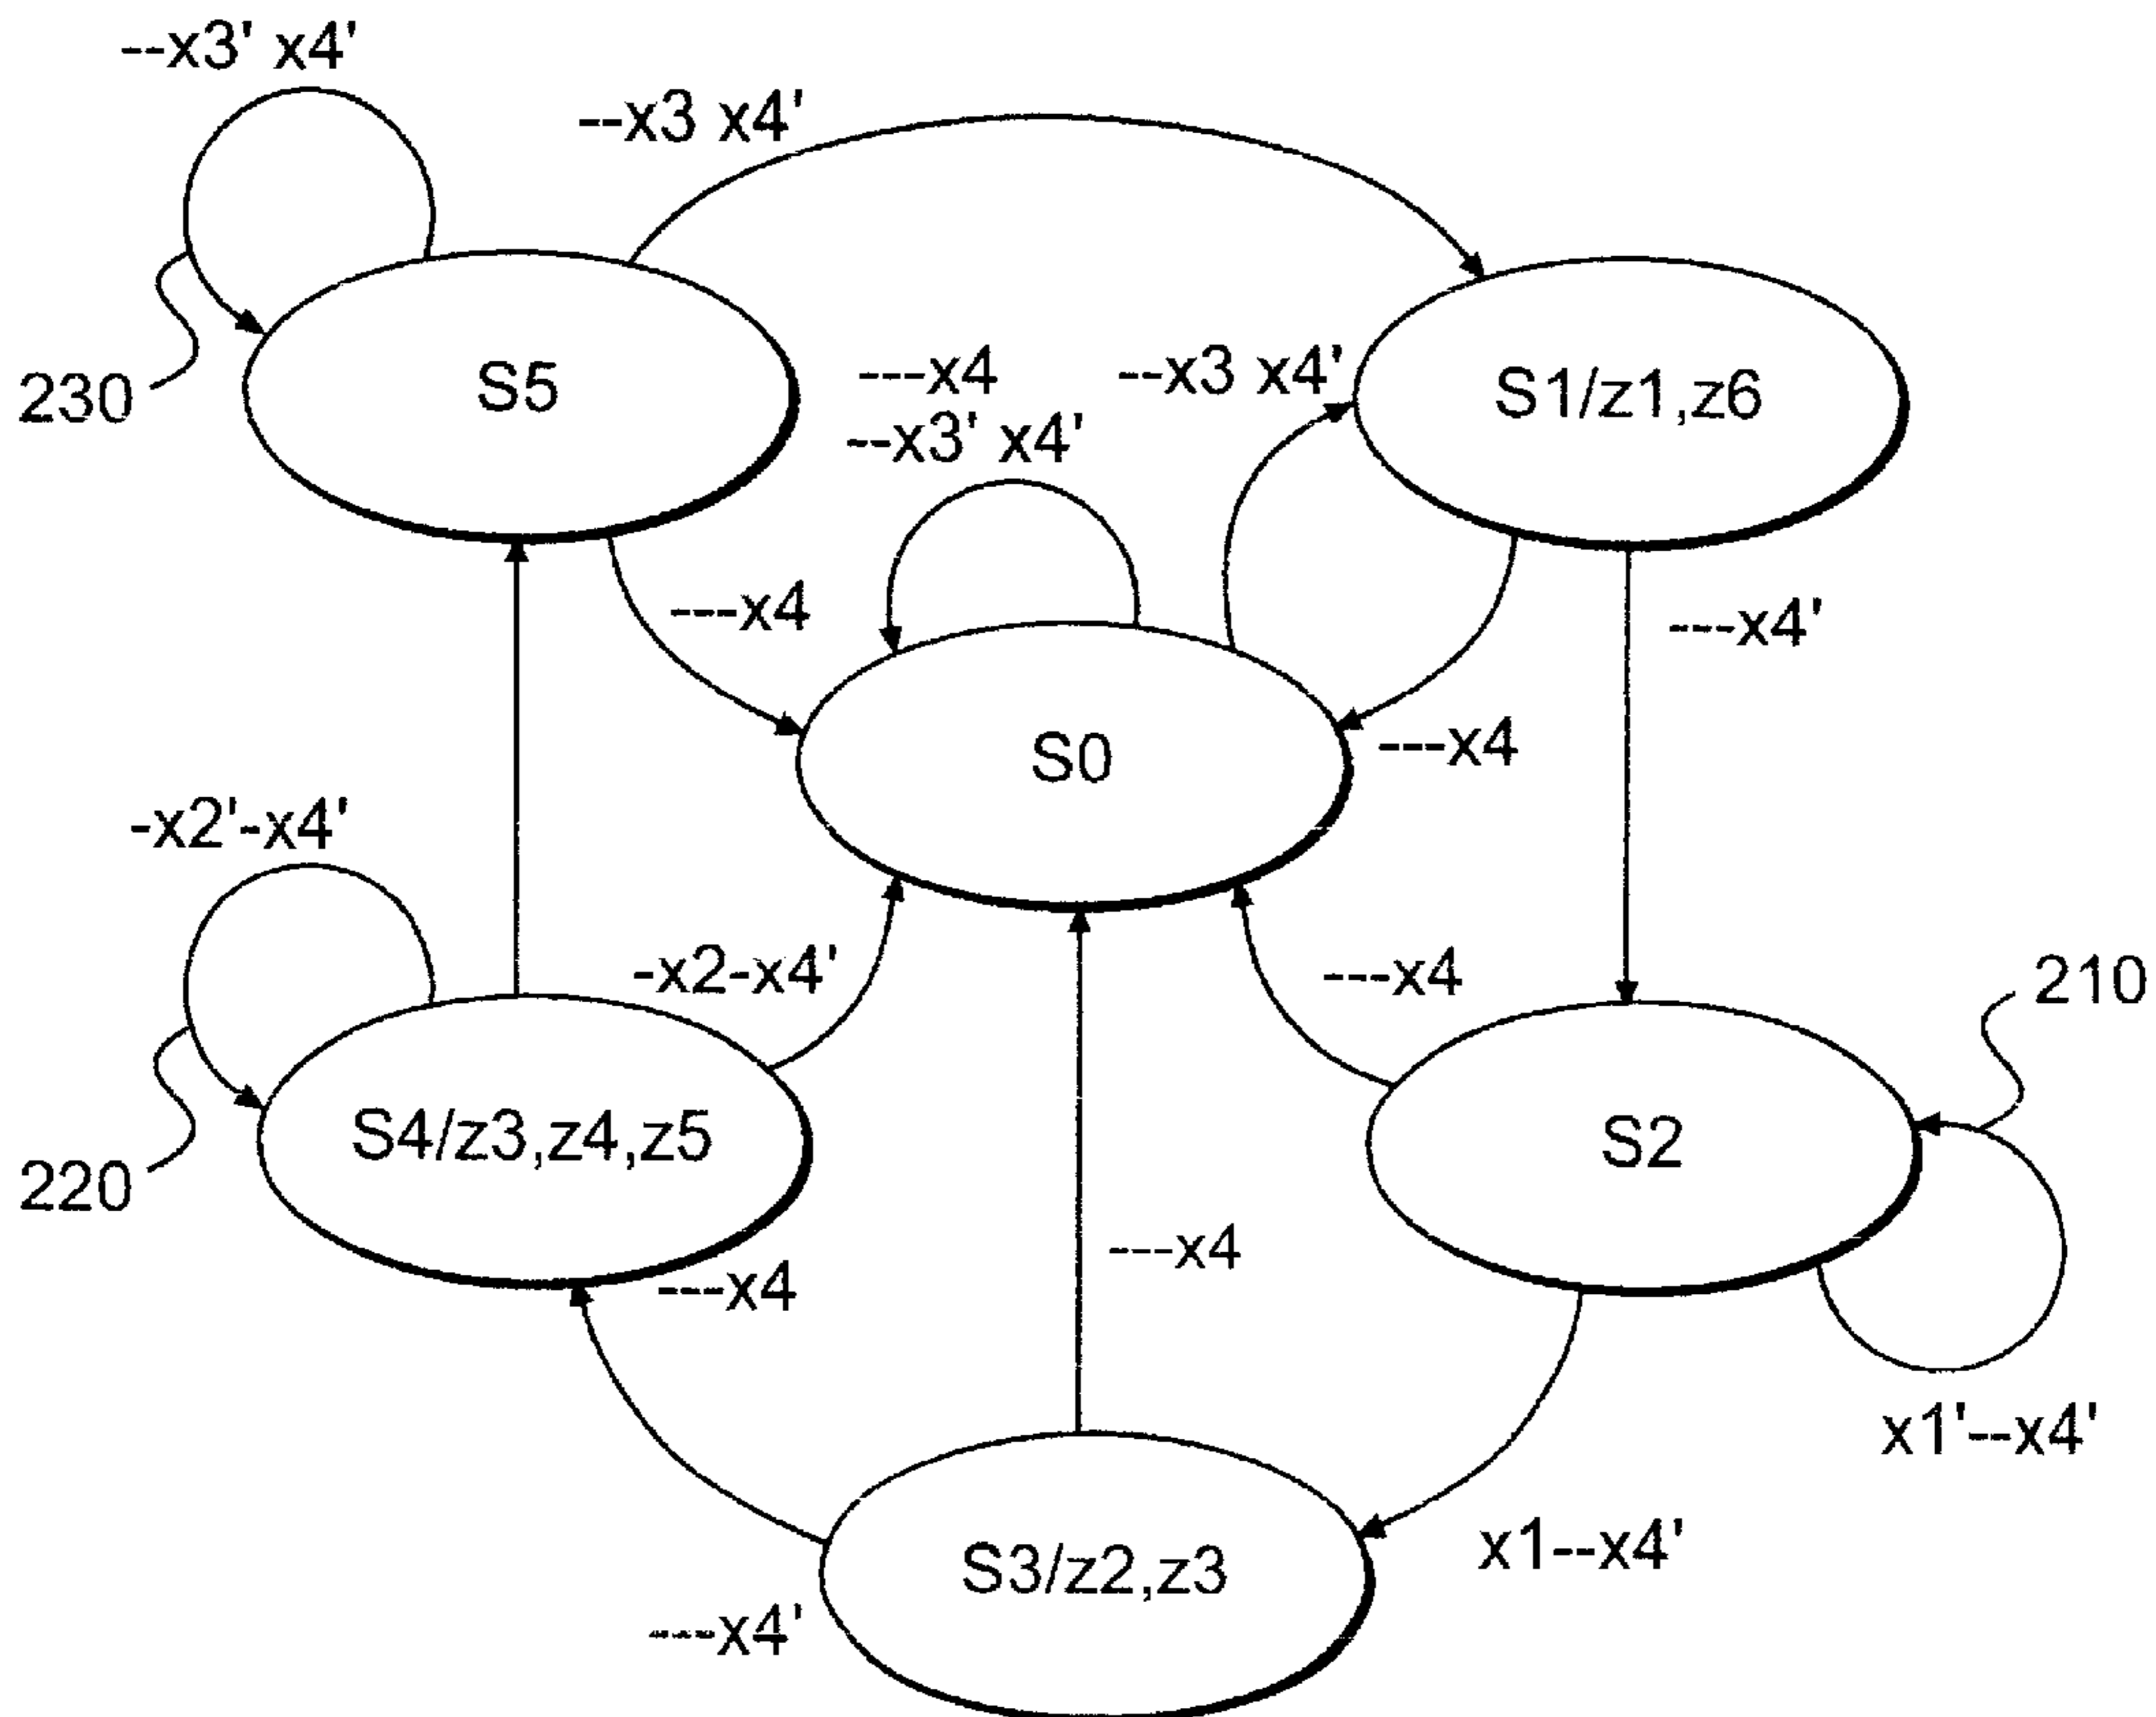 --x3' x4'
--x3 x4'
230
S5
---x4
--x3' x4'
--x3 x4'
S1/z1,z6
---x4
---x4'
S0
---x4
-x2'-x4'
-x2-x4'
---x4
210
220
S4/z3,z4,z5
S2
---x4
---x4
x1'--x4'
x1--x4'
S3/z2,z3
---x4'